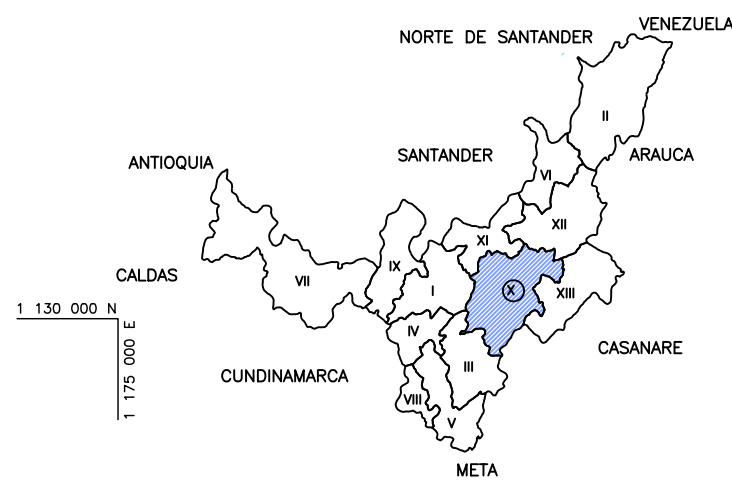 VENEZUELA
NORTE DE SANTANDER
II
ANTIOQUIA
SANTANDER
ARAUCA
VI
XII
XI
CALDAS
VII
IX
I
X
XIII
1 130 000 N
1 175 000 E
IV
CASANARE
CUNDINAMARCA
III
VIII
V
META